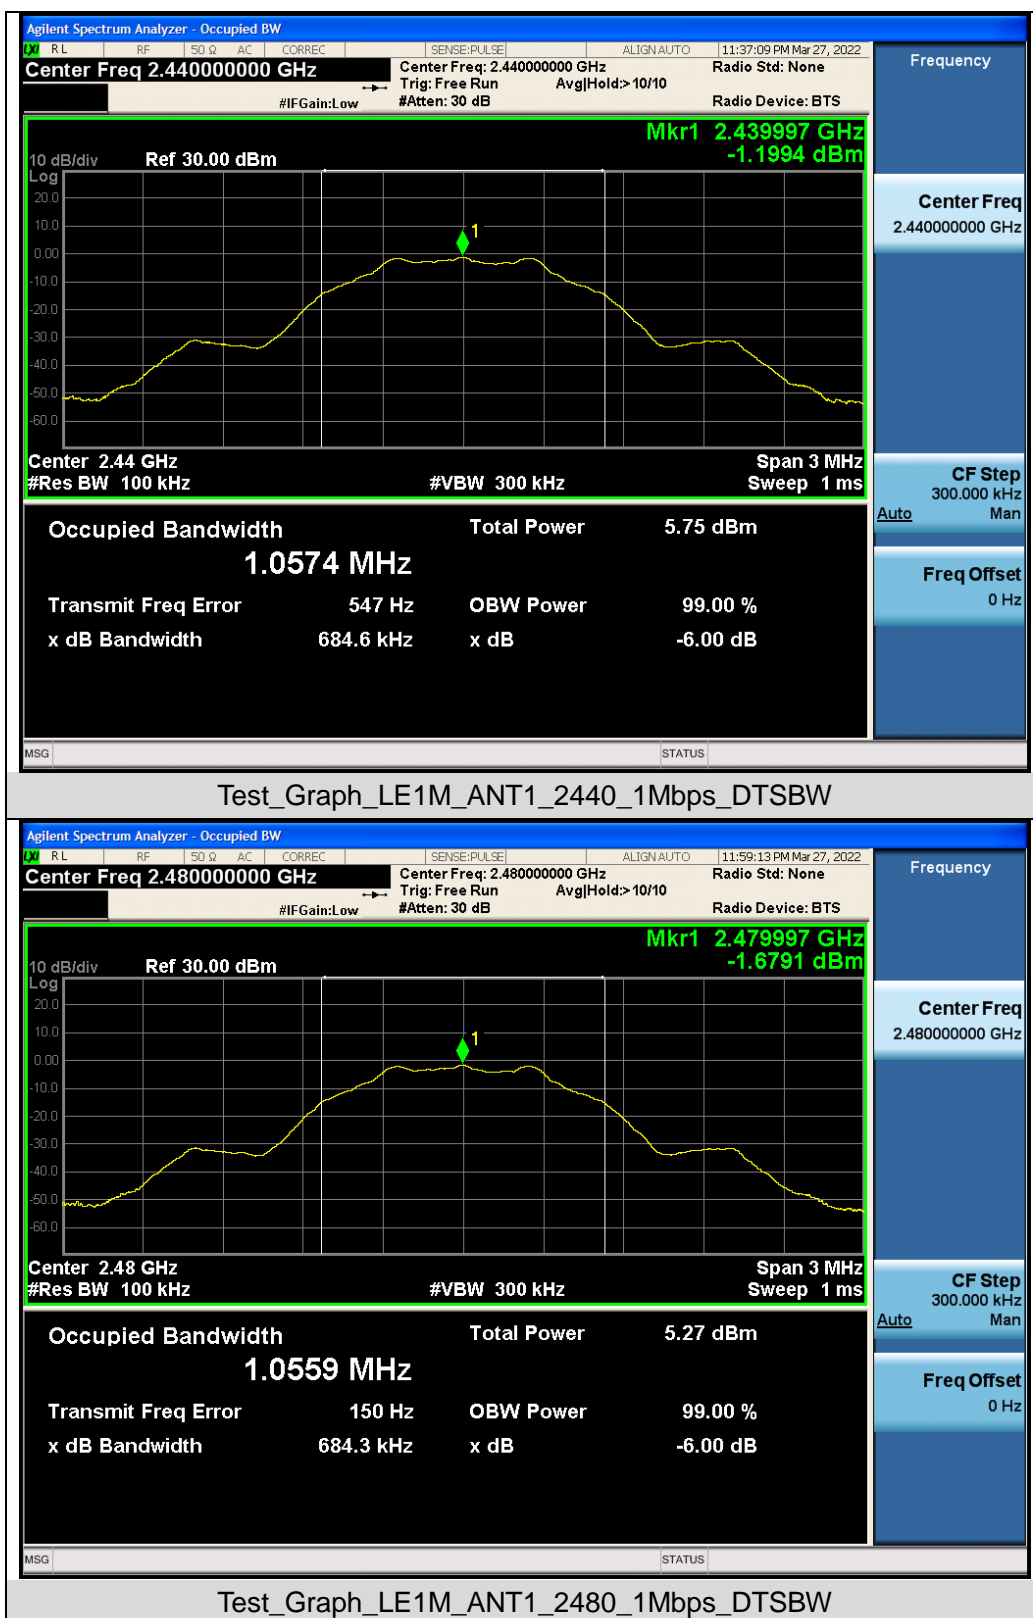 Agilent Spectrum Analyzer - Occupied BW
LXI RL RF 50 Ω AC CORREC SENSE:PULSE ALIGN AUTO 11:37:09 PM Mar 27, 2022
Center Freq 2.440000000 GHz
Center Freq: 2.440000000 GHz Radio Std: None
Trig: Free Run Avg|Hold:>10/10
#IFGain:Low #Atten: 30 dB Radio Device: BTS
Frequency
Mkr1 2.439997 GHz
-1.1994 dBm
10 dB/div Ref 30.00 dBm
Log
20.0
10.0
0.00
-10.0
-20.0
-30.0
-40.0
-50.0
-60.0
1
Center 2.44 GHz Span 3 MHz
#Res BW 100 kHz #VBW 300 kHz Sweep 1 ms
Center Freq
2.440000000 GHz
CF Step
300.000 kHz
Auto Man
Freq Offset
0 Hz
Occupied Bandwidth Total Power 5.75 dBm
1.0574 MHz
Transmit Freq Error 547 Hz OBW Power 99.00 %
x dB Bandwidth 684.6 kHz x dB -6.00 dB
MSG STATUS
Test_Graph_LE1M_ANT1_2440_1Mbps_DTSBW
Agilent Spectrum Analyzer - Occupied BW
LXI RL RF 50 Ω AC CORREC SENSE:PULSE ALIGN AUTO 11:59:13 PM Mar 27, 2022
Center Freq 2.480000000 GHz
Center Freq: 2.480000000 GHz Radio Std: None
Trig: Free Run Avg|Hold:>10/10
#IFGain:Low #Atten: 30 dB Radio Device: BTS
Frequency
Mkr1 2.479997 GHz
-1.6791 dBm
10 dB/div Ref 30.00 dBm
Log
20.0
10.0
0.00
-10.0
-20.0
-30.0
-40.0
-50.0
-60.0
1
Center 2.48 GHz Span 3 MHz
#Res BW 100 kHz #VBW 300 kHz Sweep 1 ms
Center Freq
2.480000000 GHz
CF Step
300.000 kHz
Auto Man
Freq Offset
0 Hz
Occupied Bandwidth Total Power 5.27 dBm
1.0559 MHz
Transmit Freq Error 150 Hz OBW Power 99.00 %
x dB Bandwidth 684.3 kHz x dB -6.00 dB
MSG STATUS
Test_Graph_LE1M_ANT1_2480_1Mbps_DTSBW